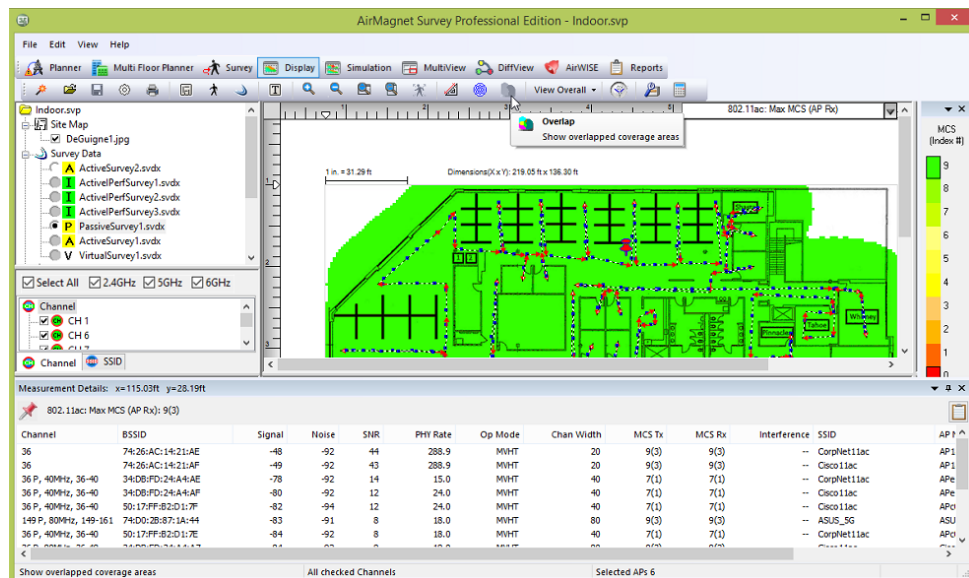 AirMagnet Survey Professional Edition - Indoor.svp
File Edit View Help
Planner Multi Floor Planner Survey Display Simulation MultiView DiffView AirWISE Reports
View Overall
Indoor.svp
Site Map
DeGuigne1.jpg
Survey Data
A ActiveSurvey2.svdx
I ActiveIPerfSurvey1.svdx
I ActiveIPerfSurvey2.svdx
I ActiveIPerfSurvey3.svdx
P PassiveSurvey1.svdx
A ActiveSurvey1.svdx
V VirtualSurvey1.svdx
Select All 2.4GHz 5GHz 6GHz
Channel
CH 1
CH 6
Channel SSID
802.11ac: Max MCS (AP Rx)
Overlap
Show overlapped coverage areas
1 in. = 31.29 ft Dimensions(X x Y): 219.05 ft x 136.30 ft
Pinnacles Tahoe Whitney
MCS
(Index #)
9
8
7
6
5
4
3
2
1
0
Measurement Details: x=115.03ft y=28.19ft
802.11ac: Max MCS (AP Rx): 9(3)
Channel BSSID Signal Noise SNR PHY Rate Op Mode Chan Width MCS Tx MCS Rx Interference SSID AP
36 74:26:AC:14:21:AE -48 -92 44 288.9 MVHT 20 9(3) 9(3) -- CorpNet11ac AP1
36 74:26:AC:14:21:AF -49 -92 43 288.9 MVHT 20 9(3) 9(3) -- Cisco11ac AP1
36 P, 40MHz, 36-40 34:DB:FD:24:A4:AE -78 -92 14 15.0 MVHT 40 7(1) 7(1) -- CorpNet11ac APe
36 P, 40MHz, 36-40 34:DB:FD:24:A4:AF -80 -92 12 24.0 MVHT 40 7(1) 7(1) -- Cisco11ac APe
36 P, 40MHz, 36-40 50:17:FF:B2:D1:7F -82 -94 12 24.0 MVHT 40 7(1) 7(1) -- Cisco11ac APc
149 P, 80MHz, 149-161 74:D0:2B:87:1A:44 -83 -91 8 18.0 MVHT 80 9(3) 9(3) -- ASUS_5G ASU
36 P, 40MHz, 36-40 50:17:FF:B2:D1:7E -84 -92 8 18.0 MVHT 40 7(1) 7(1) -- CorpNet11ac APc
Show overlapped coverage areas All checked Channels Selected APs 6